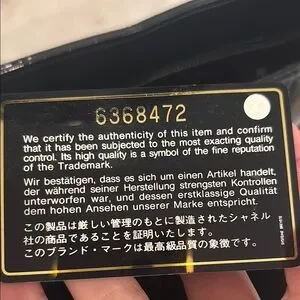 6368472
We certify the authenticity of this item and confirm
that it has been subjected to the most exacting quality
control. Its high quality is a symbol of the fine reputation
of the Trademark.
Wir bestätigen, dass es sich um einen Artikel handelt,
der während seiner Herstellung strengsten Kontrollen
unterworfen war, und dessen erstklassige Qualität
dem hohen Ansehen unserer Marke entspricht.
この製品は厳しい管理のもとに製造されたシャネル
社の商品であることを証明いたします。
このブランド・マークは最高級品質の象徴です。